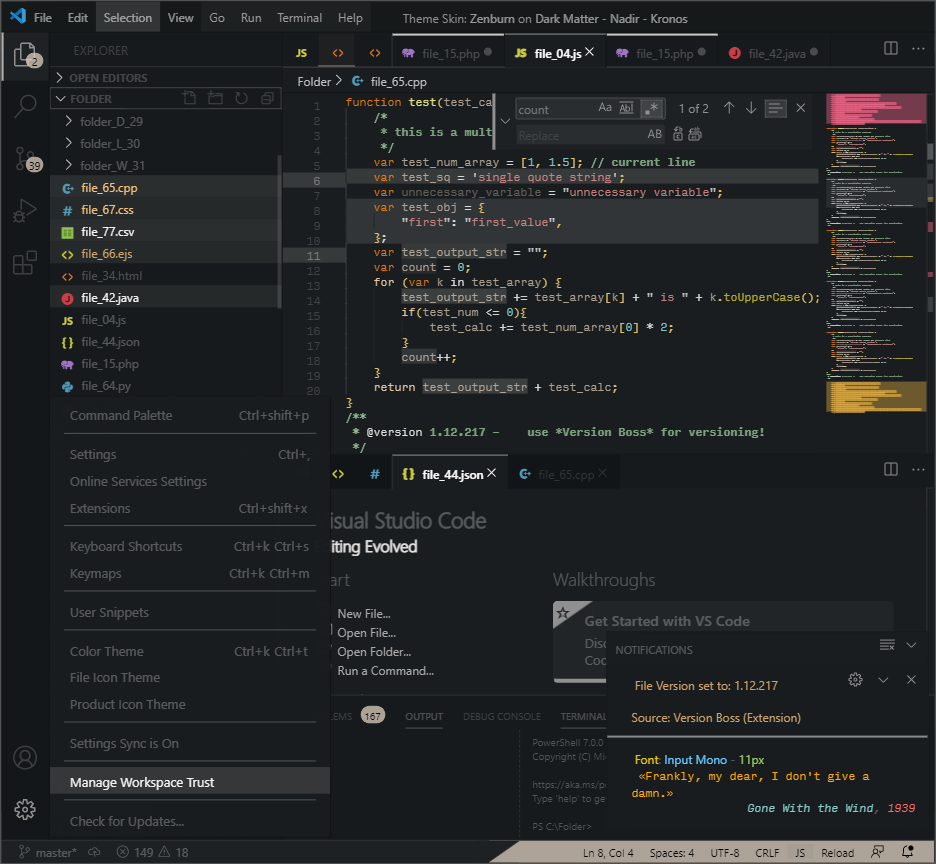 File Edit Selection View Go Run Terminal Help Theme Skin: Zenburn on Dark Matter - Nadir - Kronos
2 EXPLORER JS file_15.php JS file_04.js file_15.php file_42.java
OPEN EDITORS
Folder file_65.cpp
FOLDER
folder_D_29
folder_L_30
folder_W_31
39
file_65.cpp
file_67.css
file_77.csv
file_66.ejs
file_34.html
file_42.java
JS file_04.js
file_44.json
file_15.php
file_64.py
count Aa Ab 1 of 2
Replace AB
1 function test(test_ca
2 /*
3 * this is a mult
4 */
5 var test_num_array = [1, 1.5]; // current line
6 var test_sq = 'single quote string';
7 var unnecessary_variable = "unnecessary variable";
8 var test_obj = {
9 "first": "first_value",
10 };
11 var test_output_str = "";
12 var count = 0;
13 for (var k in test_array) {
14 test_output_str += test_array[k] + " is " + k.toUpperCase();
15 if(test_num <= 0){
16 test_calc += test_num_array[0] * 2;
17 }
18 count++;
19 }
20 return test_output_str + test_calc;
}
/**
* @version 1.12.217 - use *Version Boss* for versioning!
*/
Command Palette Ctrl+shift+p
Settings Ctrl+,
Online Services Settings
Extensions Ctrl+shift+x
Keyboard Shortcuts Ctrl+k Ctrl+s
Keymaps Ctrl+k Ctrl+m
User Snippets
Color Theme Ctrl+k Ctrl+t
File Icon Theme
Product Icon Theme
Settings Sync is On
Manage Workspace Trust
Check for Updates...
# {} file_44.json file_65.cpp
isual Studio Code
iting Evolved
art
New File...
Open File...
Open Folder...
Run a Command...
Walkthroughs
Get Started with VS Code
Disc
Coc
LEMS 167 OUTPUT DEBUG CONSOLE TERMINAL
PowerShell 7.0.0
Copyright (C) Mi
https://aka.ms/p
Type 'help' to ge
PS C:\Folder>
NOTIFICATIONS
File Version set to: 1.12.217
Source: Version Boss (Extension)
Font: Input Mono - 11px
«Frankly, my dear, I don't give a
damn.»
Gone With the Wind, 1939
master* 149 18 Ln 8, Col 4 Spaces: 4 UTF-8 CRLF JS Reload